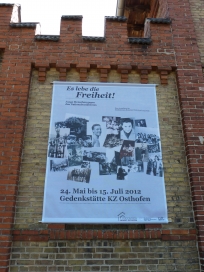 Es lebe die
Freiheit!
24. Mai bis 15. Juli 2012
Gedenkstätte KZ Osthofen